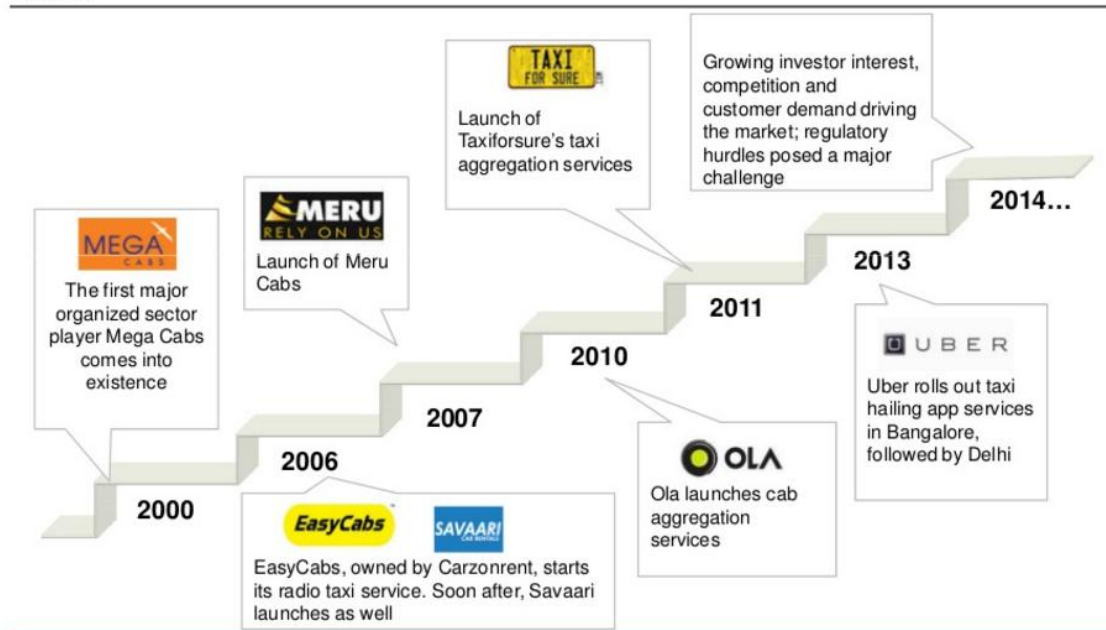 TAXI
FOR SURE
Launch of
Taxiforsure's taxi
aggregation services
Growing investor interest,
competition and
customer demand driving
the market; regulatory
hurdles posed a major
challenge
2014...
MERU
RELY ON US
Launch of Meru
Cabs
MEGA
CABS
The first major
organized sector
player Mega Cabs
comes into
existence
2013
2011
2010
2007
2006
2000
UBER
Uber rolls out taxi
hailing app services
in Bangalore,
followed by Delhi
OLA
Ola launches cab
aggregation
services
EasyCabs
SAVAARI
CAR RENTALS
EasyCabs, owned by Carzonrent, starts
its radio taxi service. Soon after, Savaari
launches as well